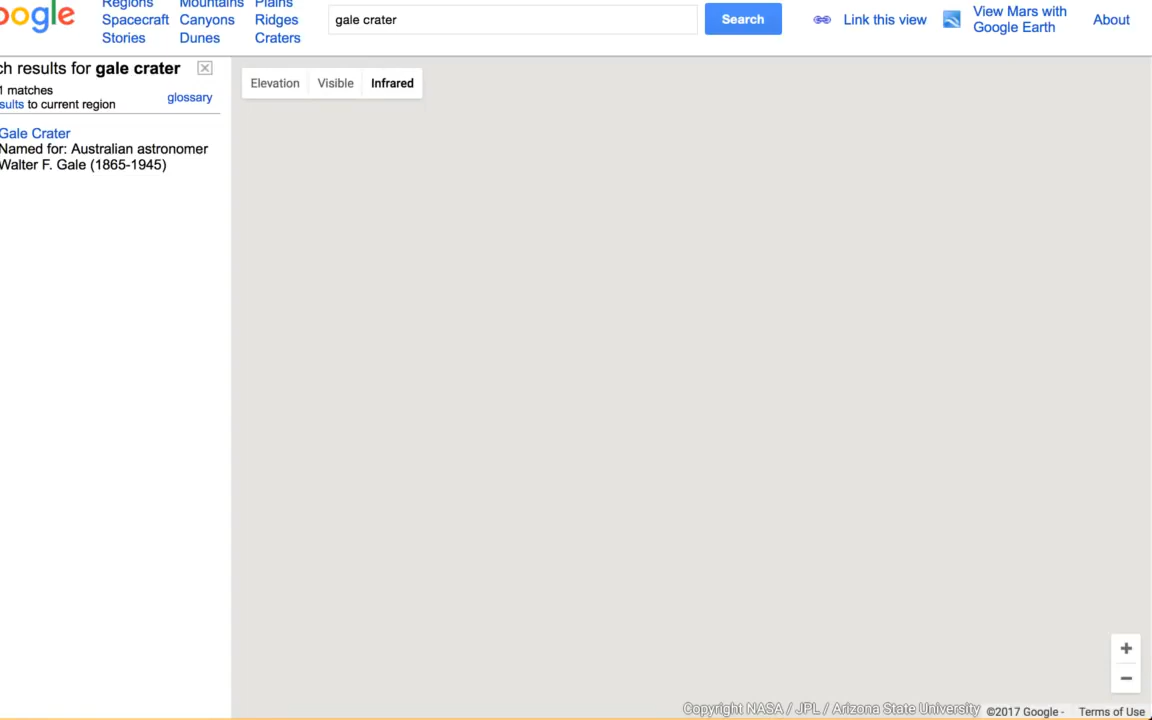 oogle
Regions Mountains Plains
Spacecraft Canyons Ridges
Stories Dunes Craters
gale crater
Search
Link this view
View Mars with
Google Earth
About
ch results for gale crater
1 matches
sults to current region
glossary
Gale Crater
Named for: Australian astronomer
Walter F. Gale (1865-1945)
Elevation Visible Infrared
Copyright NASA / JPL / Arizona State University ©2017 Google - Terms of Use